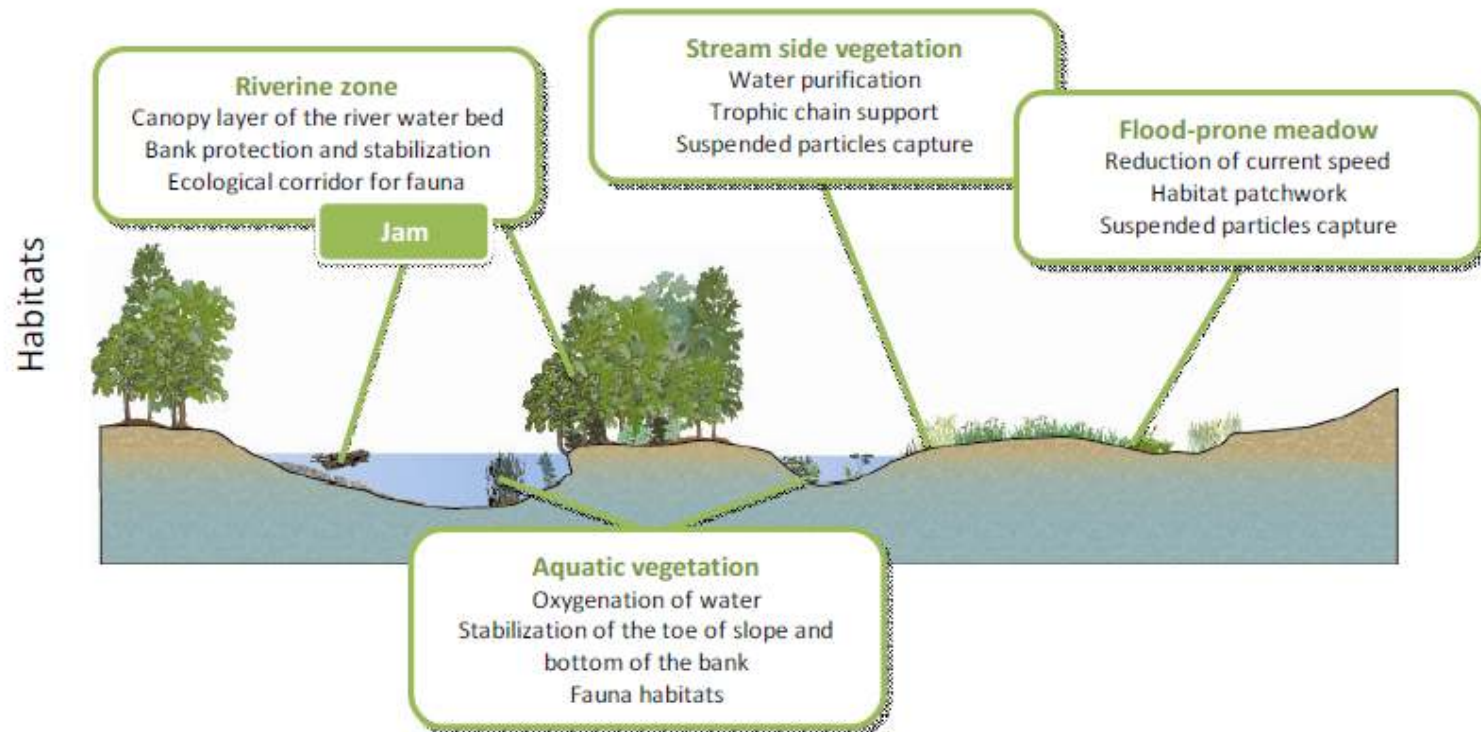 Habitats
Riverine zone
Canopy layer of the river water bed
Bank protection and stabilization
Ecological corridor for fauna
Jam
Stream side vegetation
Water purification
Trophic chain support
Suspended particles capture
Flood-prone meadow
Reduction of current speed
Habitat patchwork
Suspended particles capture
Aquatic vegetation
Oxygenation of water
Stabilization of the toe of slope and
bottom of the bank
Fauna habitats